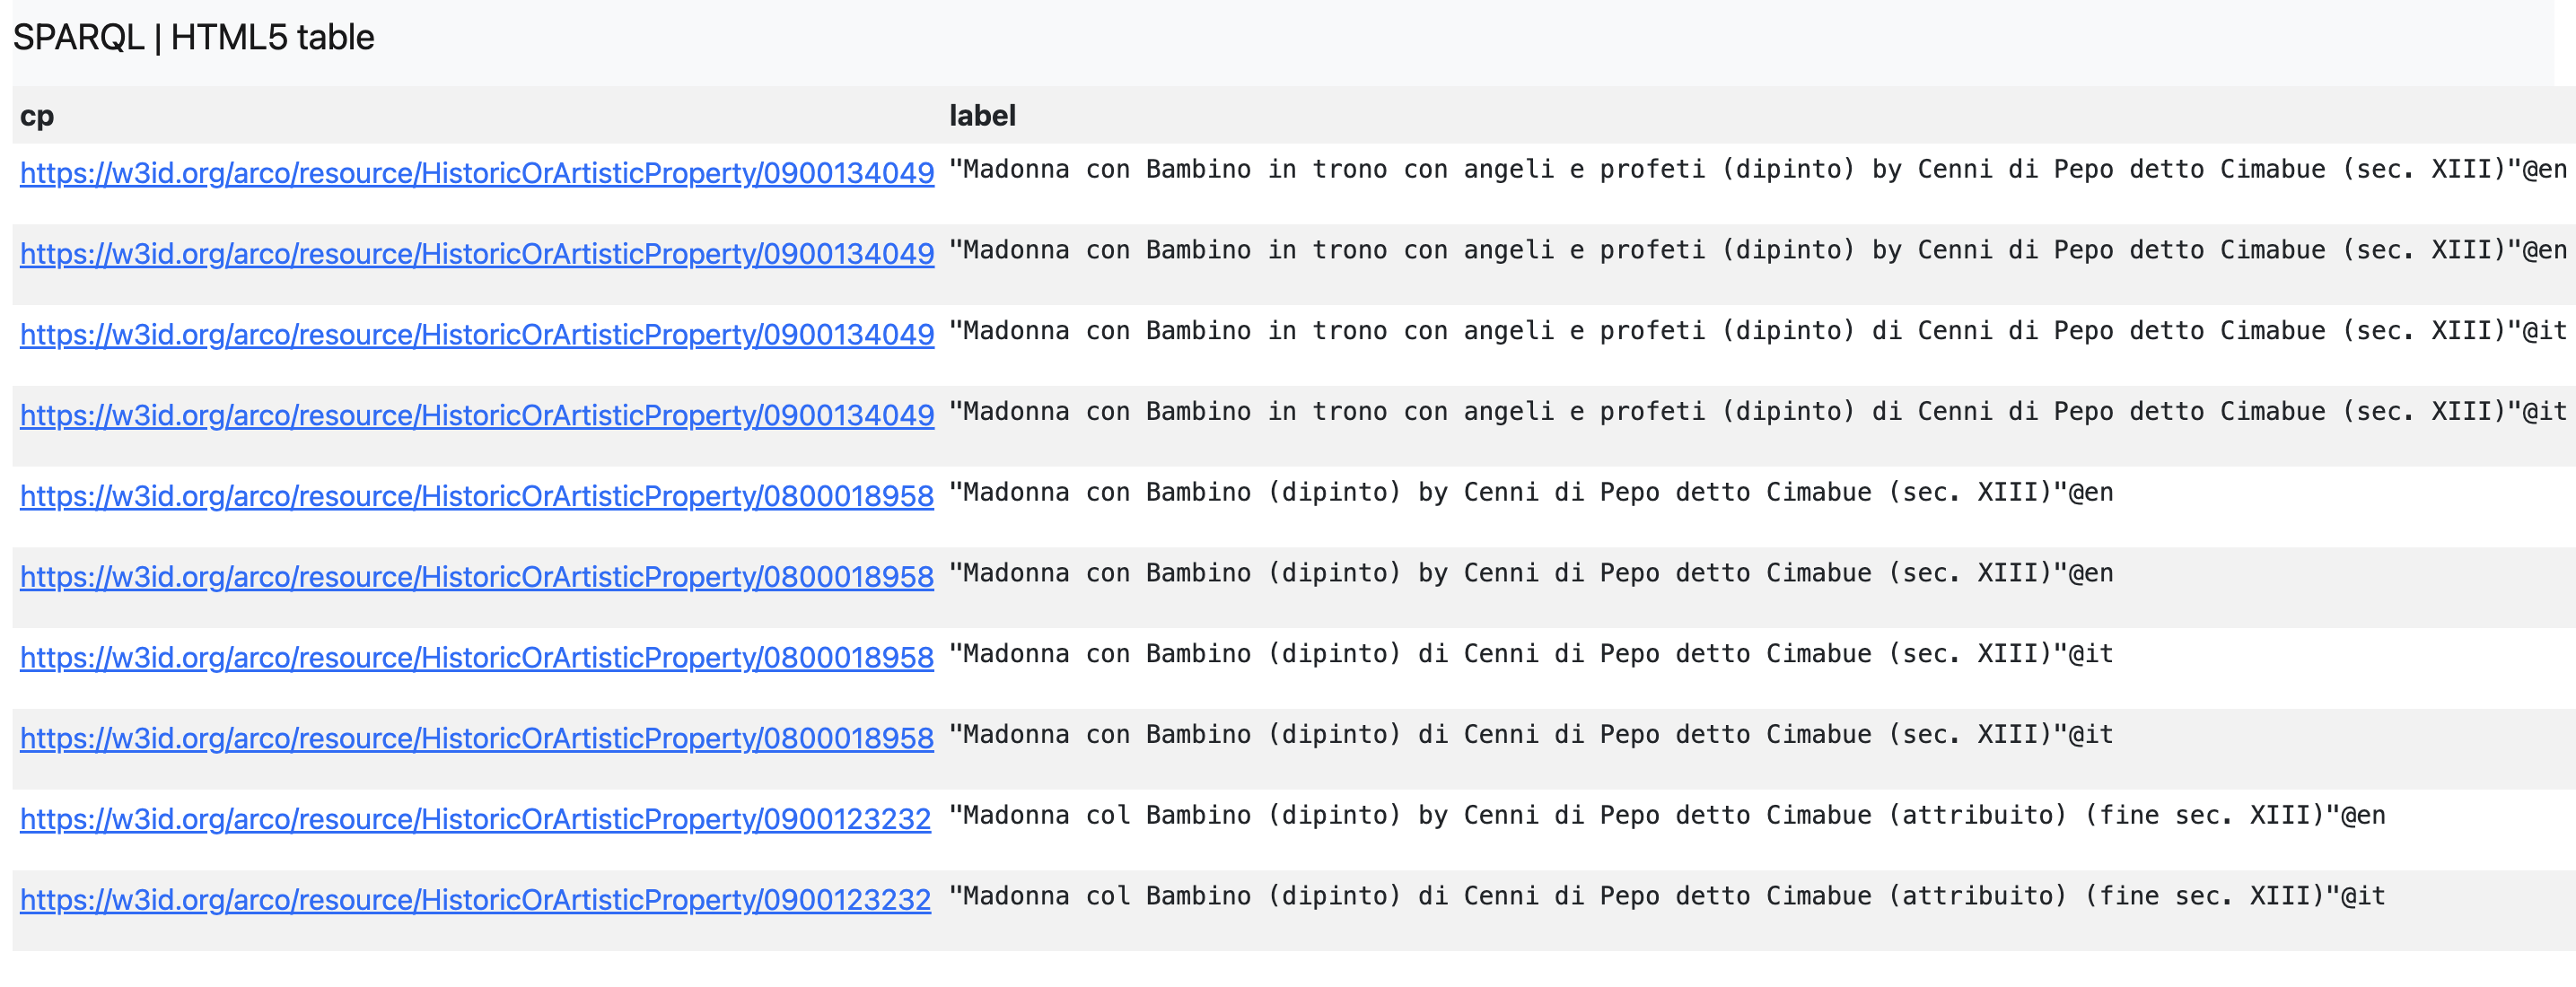 SPARQL | HTML5 table
cp label
https://w3id.org/arco/resource/HistoricOrArtisticProperty/0900134049 "Madonna con Bambino in trono con angeli e profeti (dipinto) by Cenni di Pepo detto Cimabue (sec. XIII)"@en
https://w3id.org/arco/resource/HistoricOrArtisticProperty/0900134049 "Madonna con Bambino in trono con angeli e profeti (dipinto) by Cenni di Pepo detto Cimabue (sec. XIII)"@en
https://w3id.org/arco/resource/HistoricOrArtisticProperty/0900134049 "Madonna con Bambino in trono con angeli e profeti (dipinto) di Cenni di Pepo detto Cimabue (sec. XIII)"@it
https://w3id.org/arco/resource/HistoricOrArtisticProperty/0900134049 "Madonna con Bambino in trono con angeli e profeti (dipinto) di Cenni di Pepo detto Cimabue (sec. XIII)"@it
https://w3id.org/arco/resource/HistoricOrArtisticProperty/0800018958 "Madonna con Bambino (dipinto) by Cenni di Pepo detto Cimabue (sec. XIII)"@en
https://w3id.org/arco/resource/HistoricOrArtisticProperty/0800018958 "Madonna con Bambino (dipinto) by Cenni di Pepo detto Cimabue (sec. XIII)"@en
https://w3id.org/arco/resource/HistoricOrArtisticProperty/0800018958 "Madonna con Bambino (dipinto) di Cenni di Pepo detto Cimabue (sec. XIII)"@it
https://w3id.org/arco/resource/HistoricOrArtisticProperty/0800018958 "Madonna con Bambino (dipinto) di Cenni di Pepo detto Cimabue (sec. XIII)"@it
https://w3id.org/arco/resource/HistoricOrArtisticProperty/0900123232 "Madonna col Bambino (dipinto) by Cenni di Pepo detto Cimabue (attribuito) (fine sec. XIII)"@en
https://w3id.org/arco/resource/HistoricOrArtisticProperty/0900123232 "Madonna col Bambino (dipinto) di Cenni di Pepo detto Cimabue (attribuito) (fine sec. XIII)"@it